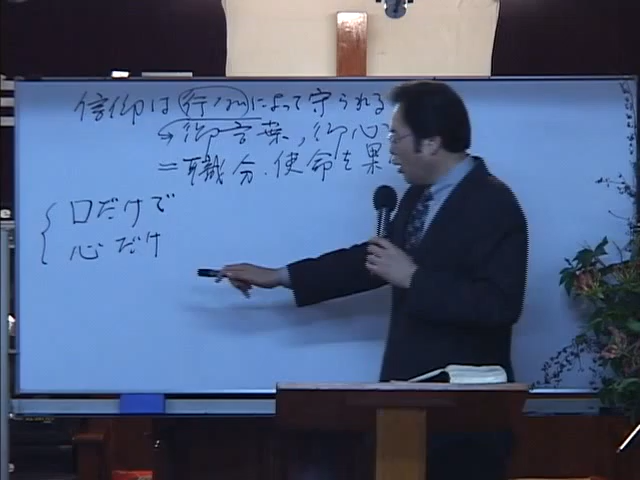 信仰は行いによって守られる
御言葉,御心
=職分.使命を果
口だけで
心だけ